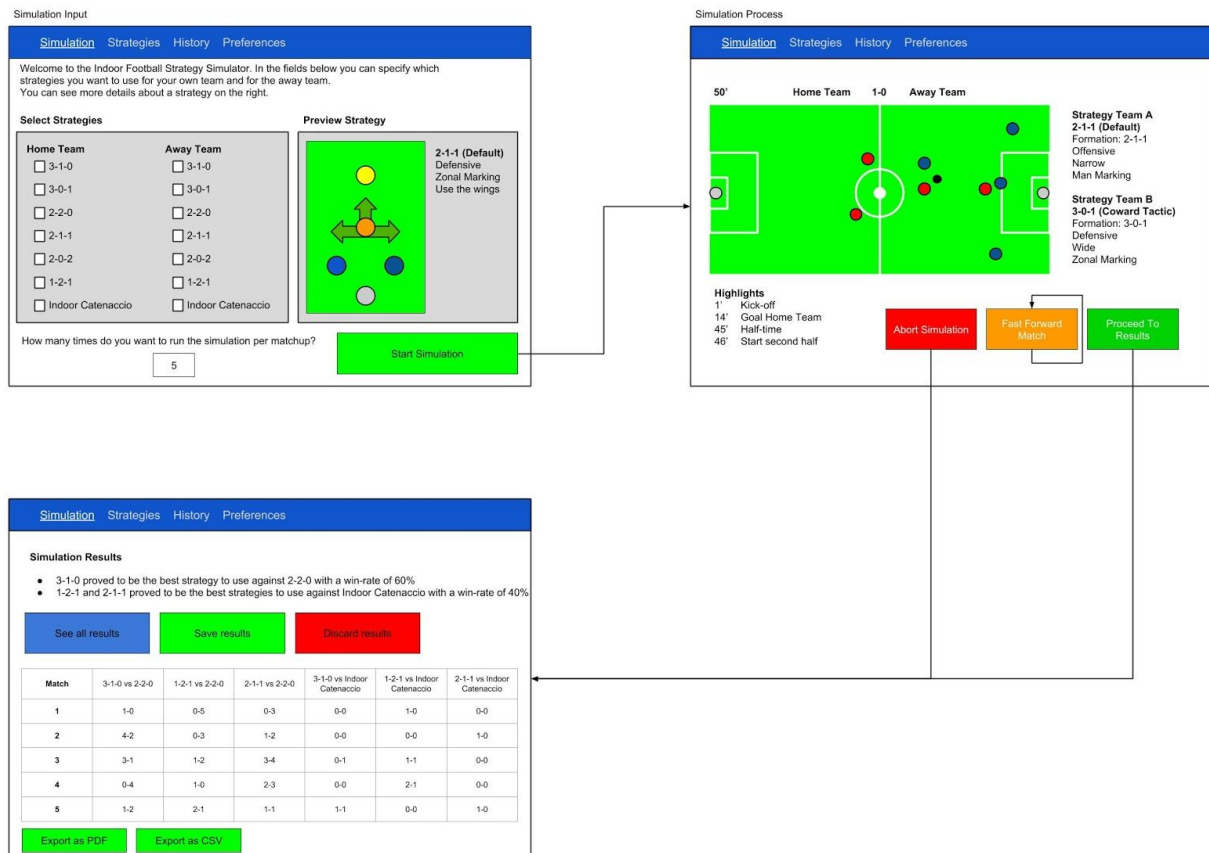 Simulation Input
Simulation Strategies History Preferences
Welcome to the Indoor Football Strategy Simulator. In the fields below you can specify which
strategies you want to use for your own team and for the away team.
You can see more details about a strategy on the right.
Select Strategies
Home Team Away Team
3-1-0 3-1-0
3-0-1 3-0-1
2-2-0 2-2-0
2-1-1 2-1-1
2-0-2 2-0-2
1-2-1 1-2-1
Indoor Catenaccio Indoor Catenaccio
Preview Strategy
2-1-1 (Default)
Defensive
Zonal Marking
Use the wings
How many times do you want to run the simulation per matchup?
5
Start Simulation
Simulation Process
Simulation Strategies History Preferences
50' Home Team 1-0 Away Team
Strategy Team A
2-1-1 (Default)
Formation: 2-1-1
Offensive
Narrow
Man Marking
Strategy Team B
3-0-1 (Coward Tactic)
Formation: 3-0-1
Defensive
Wide
Zonal Marking
Highlights
1' Kick-off
14' Goal Home Team
45' Half-time
46' Start second half
Abort Simulation
Fast Forward
Match
Proceed To
Results
Simulation Strategies History Preferences
Simulation Results
● 3-1-0 proved to be the best strategy to use against 2-2-0 with a win-rate of 60%
● 1-2-1 and 2-1-1 proved to be the best strategies to use against Indoor Catenaccio with a win-rate of 40%
See all results
Save results
Discard results
Match 3-1-0 vs 2-2-0 1-2-1 vs 2-2-0 2-1-1 vs 2-2-0 3-1-0 vs Indoor Catenaccio 1-2-1 vs Indoor Catenaccio 2-1-1 vs Indoor Catenaccio
1 1-0 0-5 0-3 0-0 1-0 0-0
2 4-2 0-3 1-2 0-0 0-0 1-0
3 3-1 1-2 3-4 0-1 1-1 0-0
4 0-4 1-0 2-3 0-0 2-1 0-0
5 1-2 2-1 1-1 1-1 0-0 1-0
Export as PDF
Export as CSV